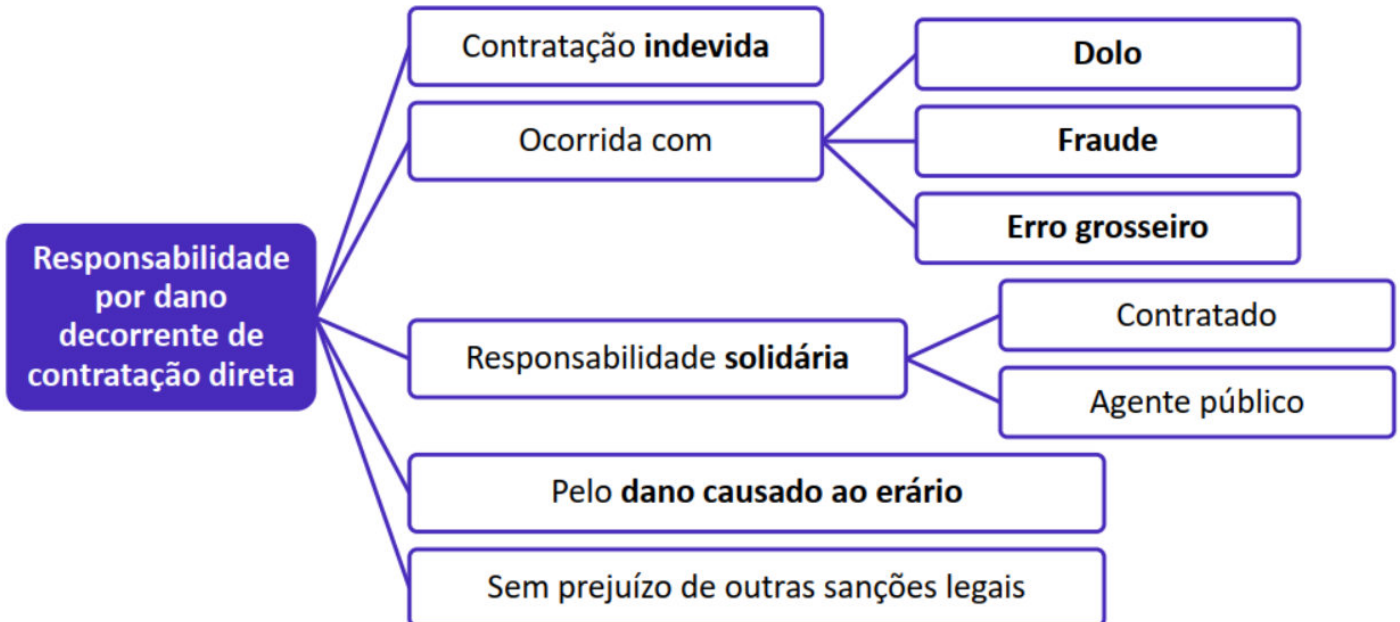 Responsabilidade
por dano
decorrente de
contratação direta
Contratação indevida
Ocorrida com
Dolo
Fraude
Erro grosseiro
Responsabilidade solidária
Contratado
Agente público
Pelo dano causado ao erário
Sem prejuízo de outras sanções legais